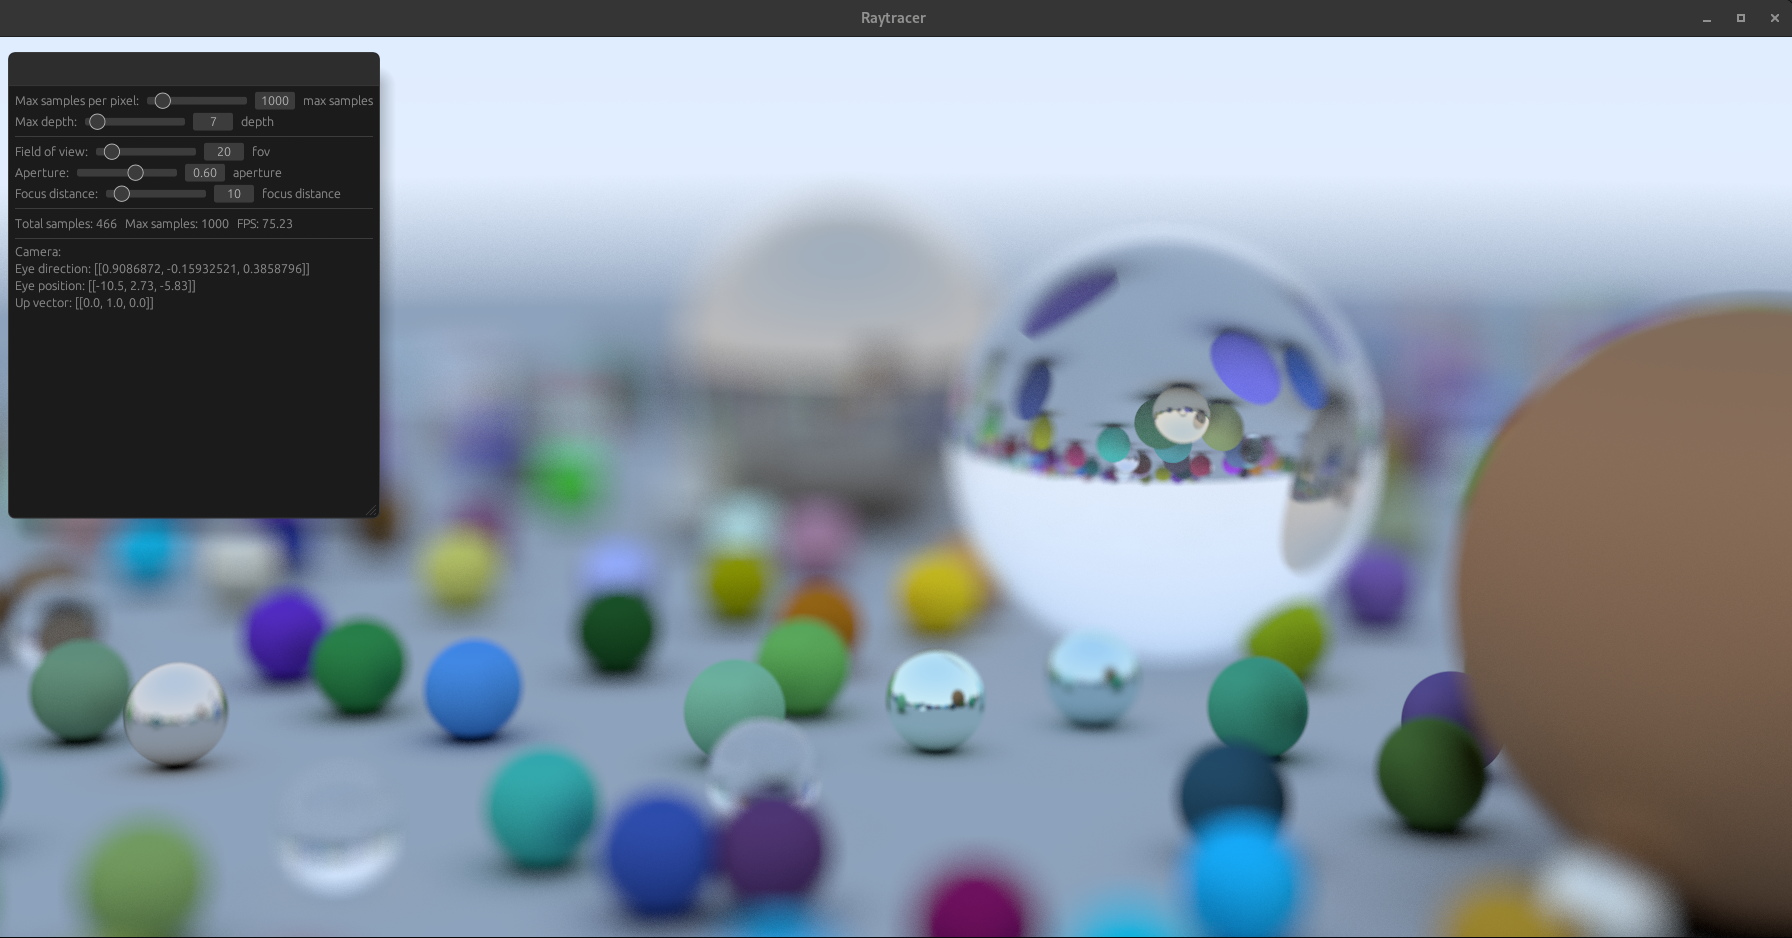 Raytracer
Max samples per pixel: 1000 max samples
Max depth: 7 depth
Field of view: 20 fov
Aperture: 0.60 aperture
Focus distance: 10 focus distance
Total samples: 466 Max samples: 1000 FPS: 75.23
Camera:
Eye direction: [[0.9086872, -0.15932521, 0.3858796]]
Eye position: [[-10.5, 2.73, -5.83]]
Up vector: [[0.0, 1.0, 0.0]]